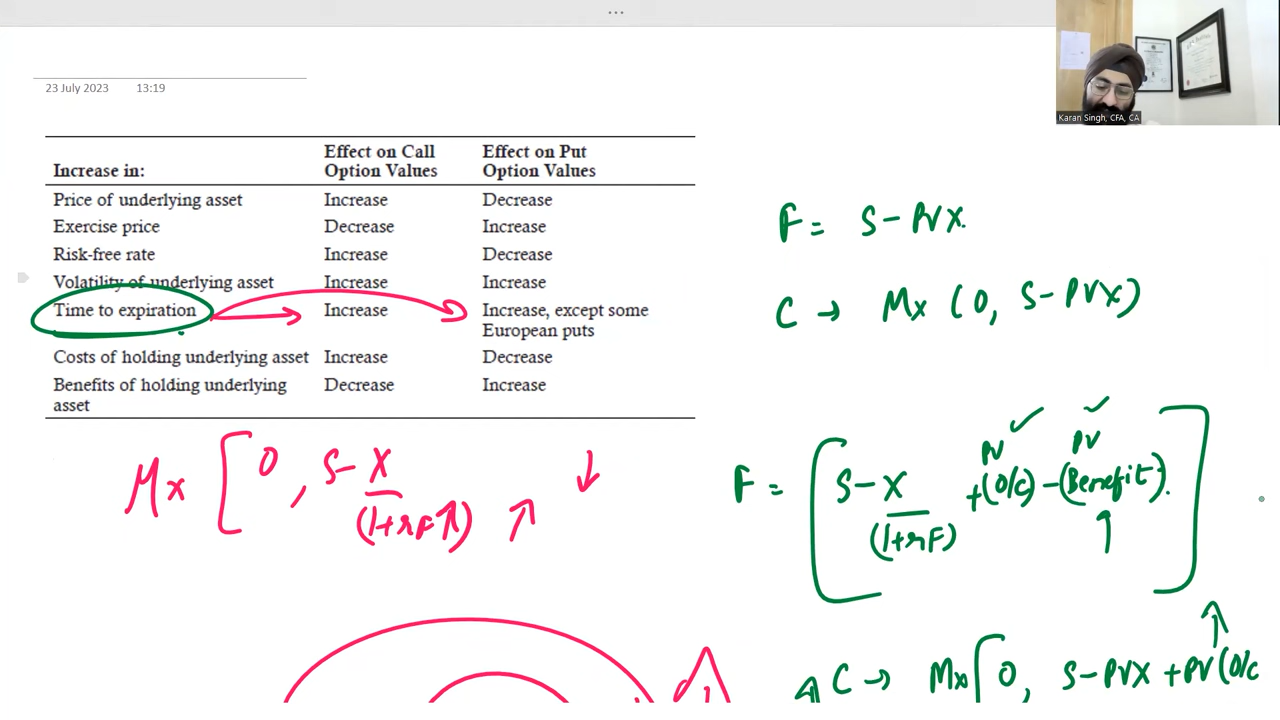 Karan Singh, CFA, CA
23 July 2023 13:19
Increase in: Effect on Call Option Values Effect on Put Option Values
Price of underlying asset Increase Decrease
Exercise price Decrease Increase
Risk-free rate Increase Decrease
Volatility of underlying asset Increase Increase
Time to expiration Increase Increase, except some European puts
Costs of holding underlying asset Increase Decrease
Benefits of holding underlying asset Decrease Increase
F = S - PVX
C → Mx (0, S - PVX)
Mx [0, S - X/(1+rF↑) ↑ ↓
F = [S - X/(1+rF) + PV (O/C) - PV (Benefit).]
↑ C → Mx [0, S - PVX + PV (O/C